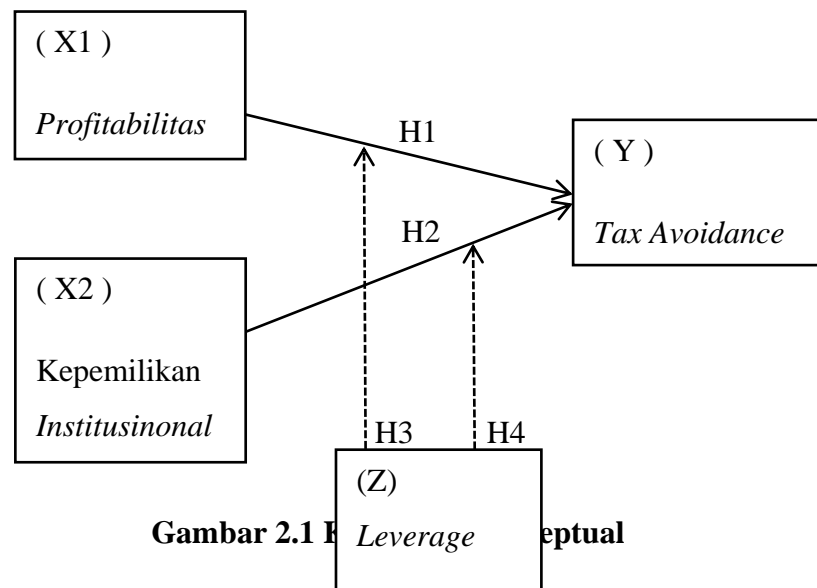 ( X1 )
Profitabilitas
H1
( Y )
Tax Avoidance
H2
( X2 )
Kepemilikan
Institusinonal
H3
H4
(Z)
Leverage
Gambar 2.1 eptual